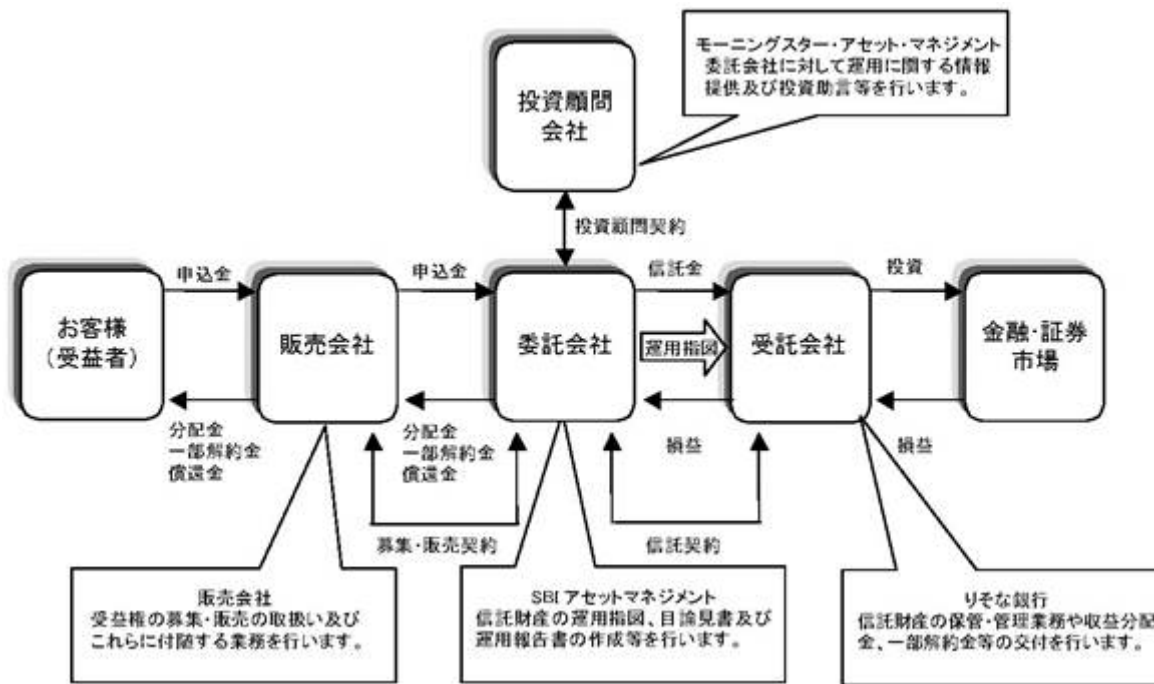 モーニングスター・アセット・マネジメント
委託会社に対して運用に関する情報
提供及び投資助言等を行います。
投資顧問
会社
投資顧問契約
申込金
申込金
信託金
投資
お客様
(受益者)
販売会社
委託会社
運用指図
受託会社
金融・証券
市場
分配金
一部解約金
償還金
分配金
一部解約金
償還金
損益
損益
募集・販売契約
信託契約
販売会社
受益権の募集・販売の取扱い及び
これらに付随する業務を行います。
SBIアセットマネジメント
信託財産の運用指図、目論見書及び
運用報告書の作成等を行います。
りそな銀行
信託財産の保管・管理業務や収益分配
金、一部解約金等の交付を行います。